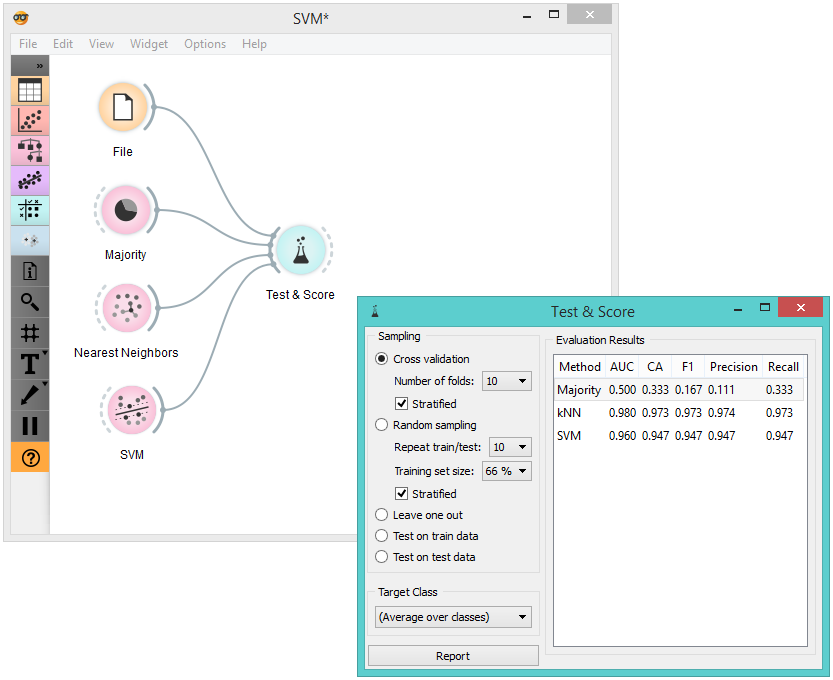 SVM*
File Edit View Widget Options Help
»
File
Majority
Test & Score
Nearest Neighbors
SVM
Test & Score
Sampling
Cross validation
Number of folds: 10
Stratified
Random sampling
Repeat train/test: 10
Training set size: 66 %
Stratified
Leave one out
Test on train data
Test on test data
Target Class
(Average over classes)
Report
Evaluation Results
Method AUC CA F1 Precision Recall
Majority 0.500 0.333 0.167 0.111 0.333
kNN 0.980 0.973 0.973 0.974 0.973
SVM 0.960 0.947 0.947 0.947 0.947